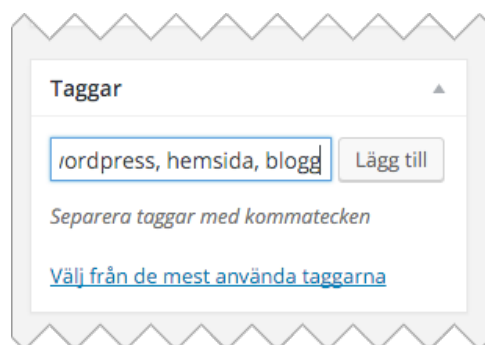 Taggar
ordpress, hemsida, blogg Lägg till
Separera taggar med kommatecken
Välj från de mest använda taggarna